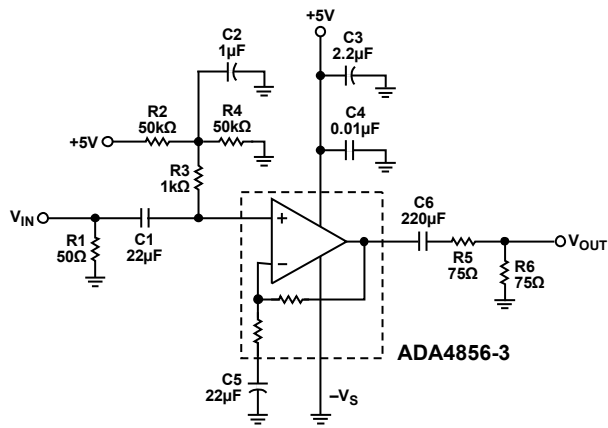 +5V
C2
1µF
C3
2.2µF
R2
50kΩ
R4
50kΩ
C4
0.01µF
+5V
R3
1kΩ
C6
220µF
VIN
+
VOUT
R1
50Ω
C1
22µF
–
R5
75Ω
R6
75Ω
ADA4856-3
C5
22µF
–VS